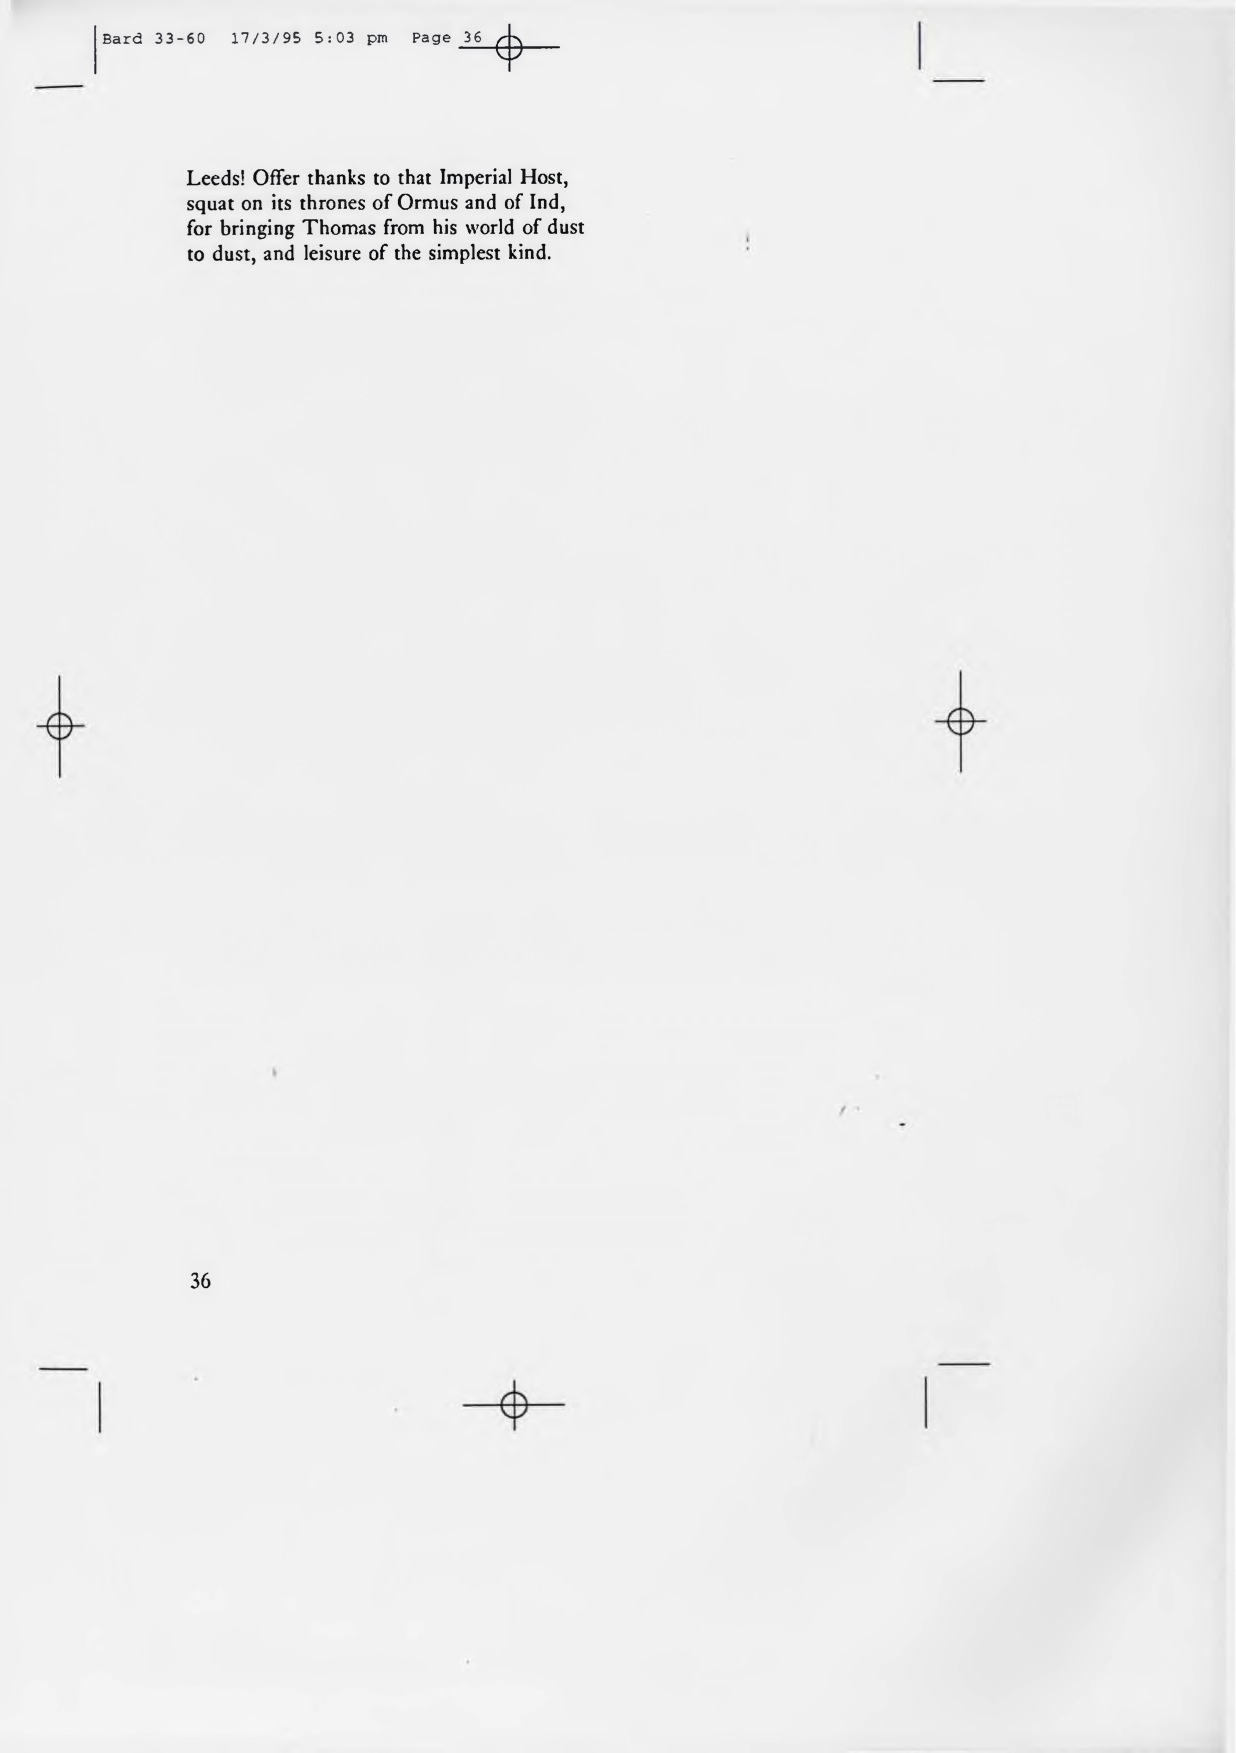 Bard 33-60 17/3/95 5:03 pm Page 36
Leeds! Offer thanks to that Imperial Host,
squat on its thrones of Ormus and of Ind,
for bringing Thomas from his world of dust
to dust, and leisure of the simplest kind.
36